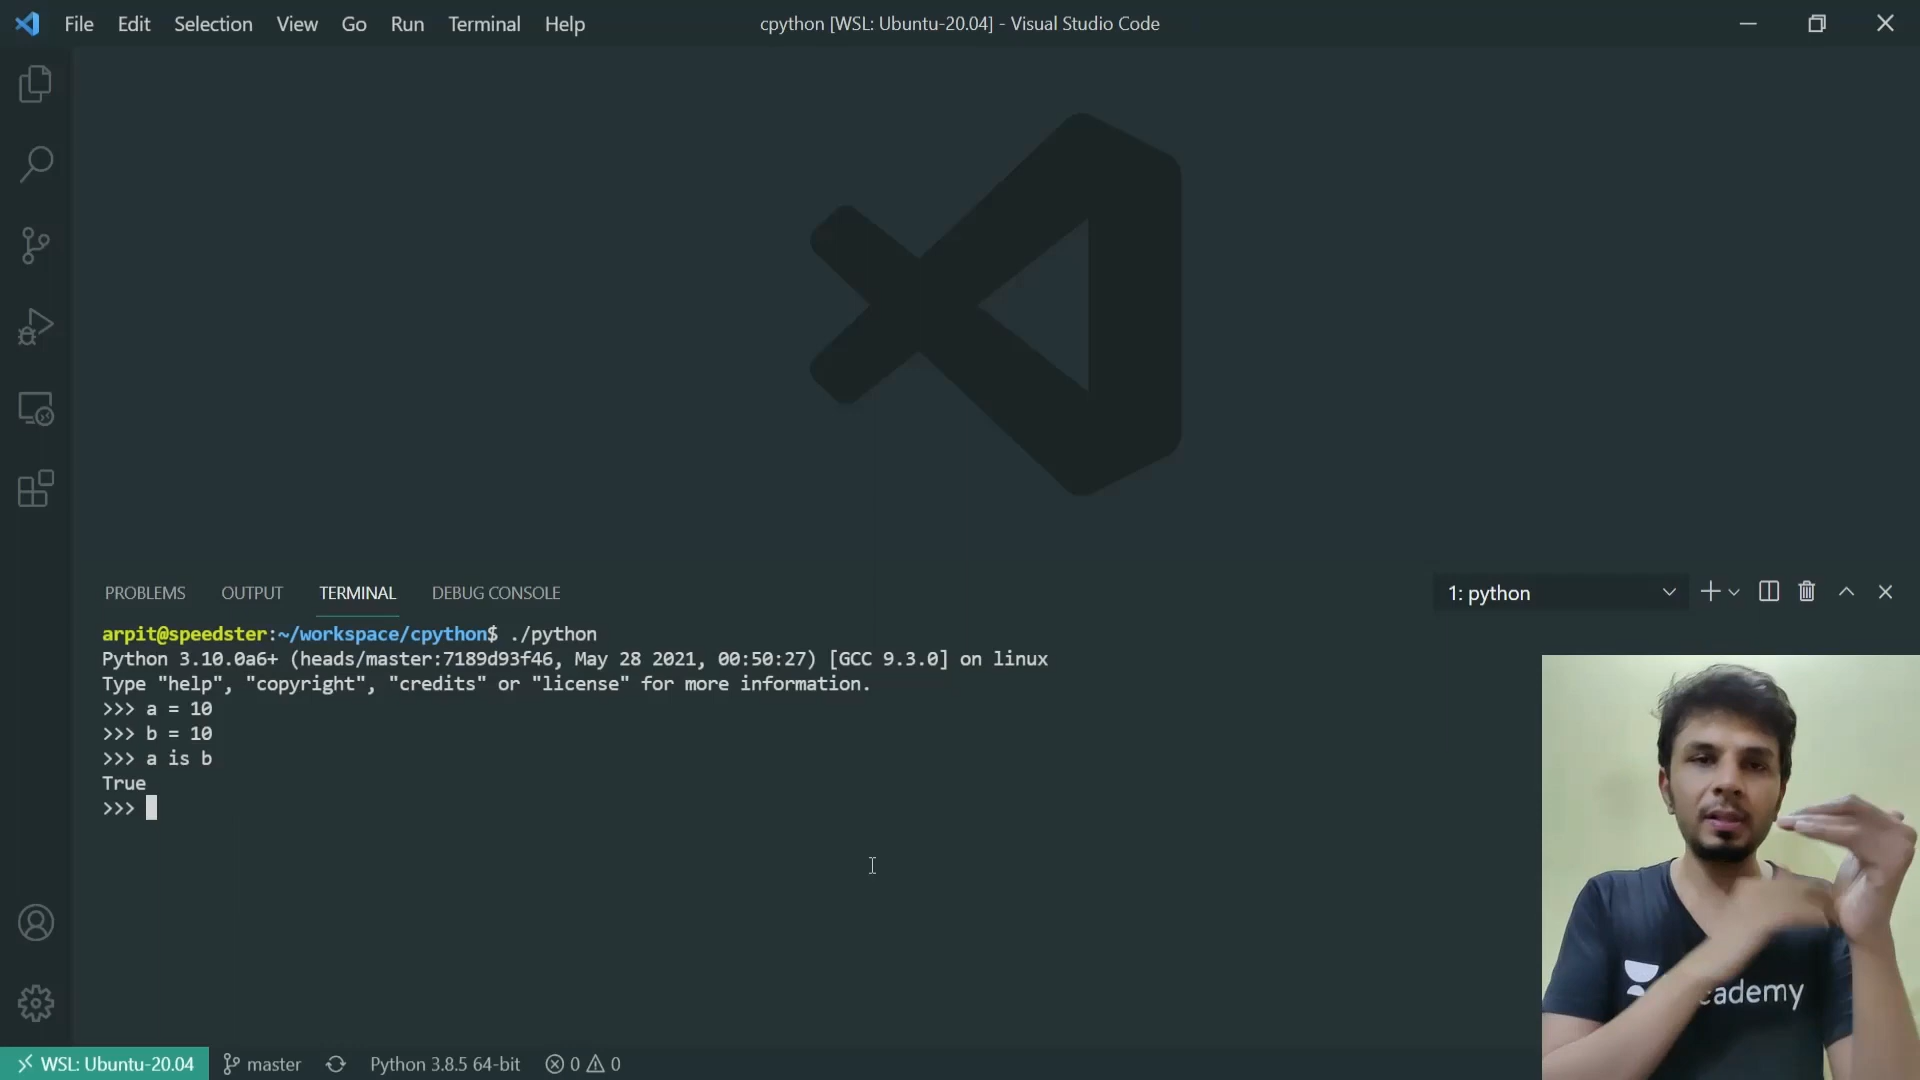 File Edit Selection View Go Run Terminal Help
cpython [WSL: Ubuntu-20.04] - Visual Studio Code
PROBLEMS OUTPUT TERMINAL DEBUG CONSOLE
1: python
arpit@speedster:~/workspace/cpython$ ./python
Python 3.10.0a6+ (heads/master:7189d93f46, May 28 2021, 00:50:27) [GCC 9.3.0] on linux
Type "help", "copyright", "credits" or "license" for more information.
>>> a = 10
>>> b = 10
>>> a is b
True
>>>
cademy
WSL: Ubuntu-20.04 master Python 3.8.5 64-bit 0 0